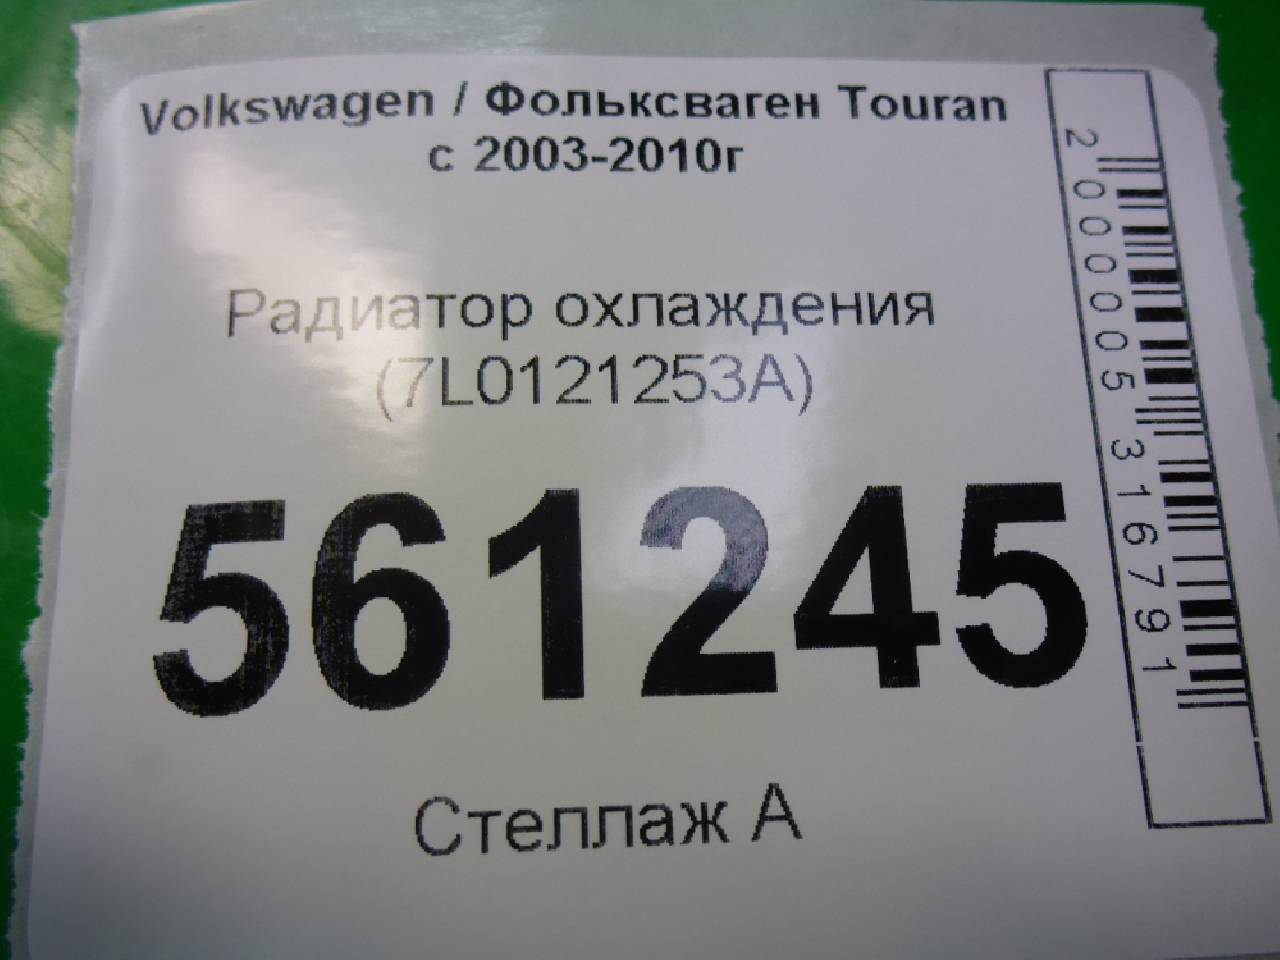 Volkswagen / Фольксваген Touran
с 2003-2010г
Радиатор охлаждения
(7L0121253A)
561245
Стеллаж А
2000005316791